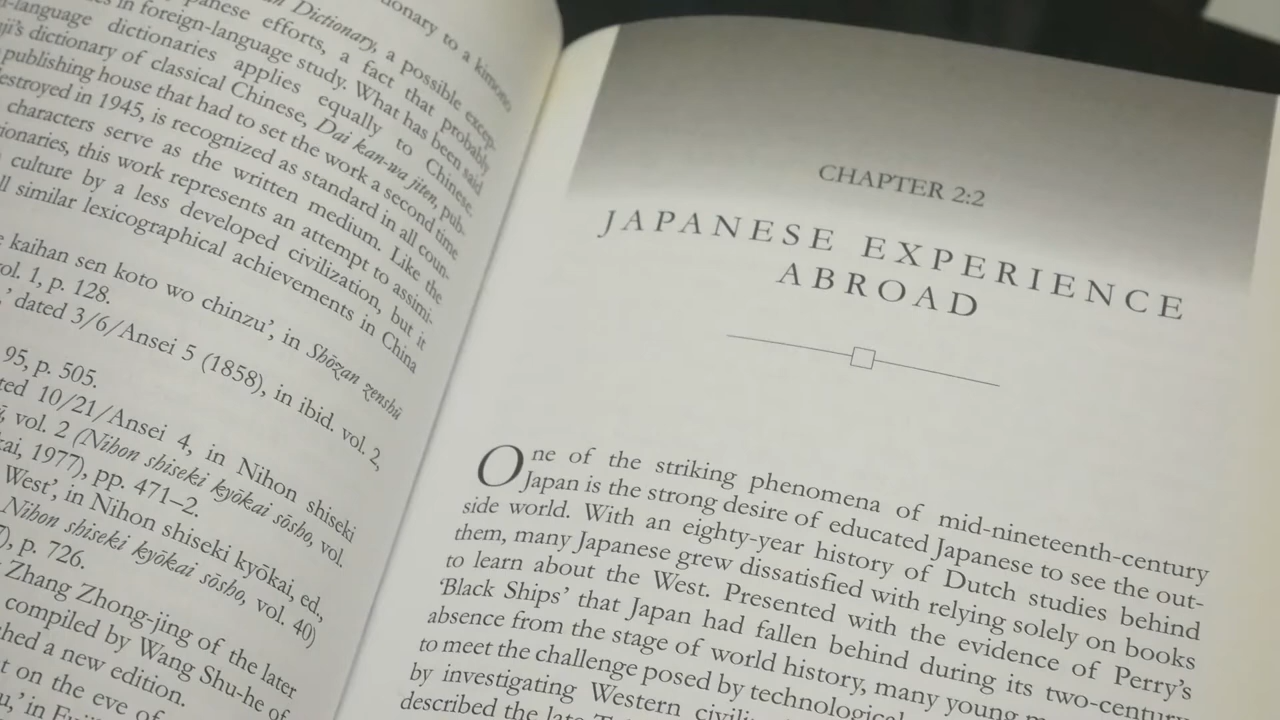 ionary to a kimono
Dictionary, a possible excep-
panese efforts, a fact that probably
in foreign-language study. What has been said
-language dictionaries applies equally to Chinese.
ji's dictionary of classical Chinese, Dai kan-wa jiten, pub-
publishing house that had to set the work a second time
estroyed in 1945, is recognized as standard in all coun-
characters serve as the written medium. Like the
ionaries, this work represents an attempt to assimi-
culture by a less developed civilization, but it
ll similar lexicographical achievements in China
kaihan sen koto wo chinzu', in Shōzan zenshū
vol. 1, p. 128.
,' dated 3/6/Ansei 5 (1858), in ibid. vol. 2,
95, p. 505.
ted 10/21/Ansei 4, in Nihon shiseki
vol. 2 (Nihon shiseki kyōkai sōsho, vol.
kai, 1977), pp. 471–2.
West', in Nihon shiseki kyōkai, ed.,
Nihon shiseki kyōkai sōsho, vol. 40)
), p. 726.
Zhang Zhong-jing of the later
compiled by Wang Shu-he of
ched a new edition.
t on the eve of
u,' in
CHAPTER 2:2
JAPANESE EXPERIENCE
ABROAD
One of the striking phenomena of mid-nineteenth-century
Japan is the strong desire of educated Japanese to see the out-
side world. With an eighty-year history of Dutch studies behind
them, many Japanese grew dissatisfied with relying solely on books
to learn about the West. Presented with the evidence of Perry's
'Black Ships' that Japan had fallen behind during its two-century
absence from the stage of world history, many young
to meet the challenge posed by technological
by investigating Western
described the late